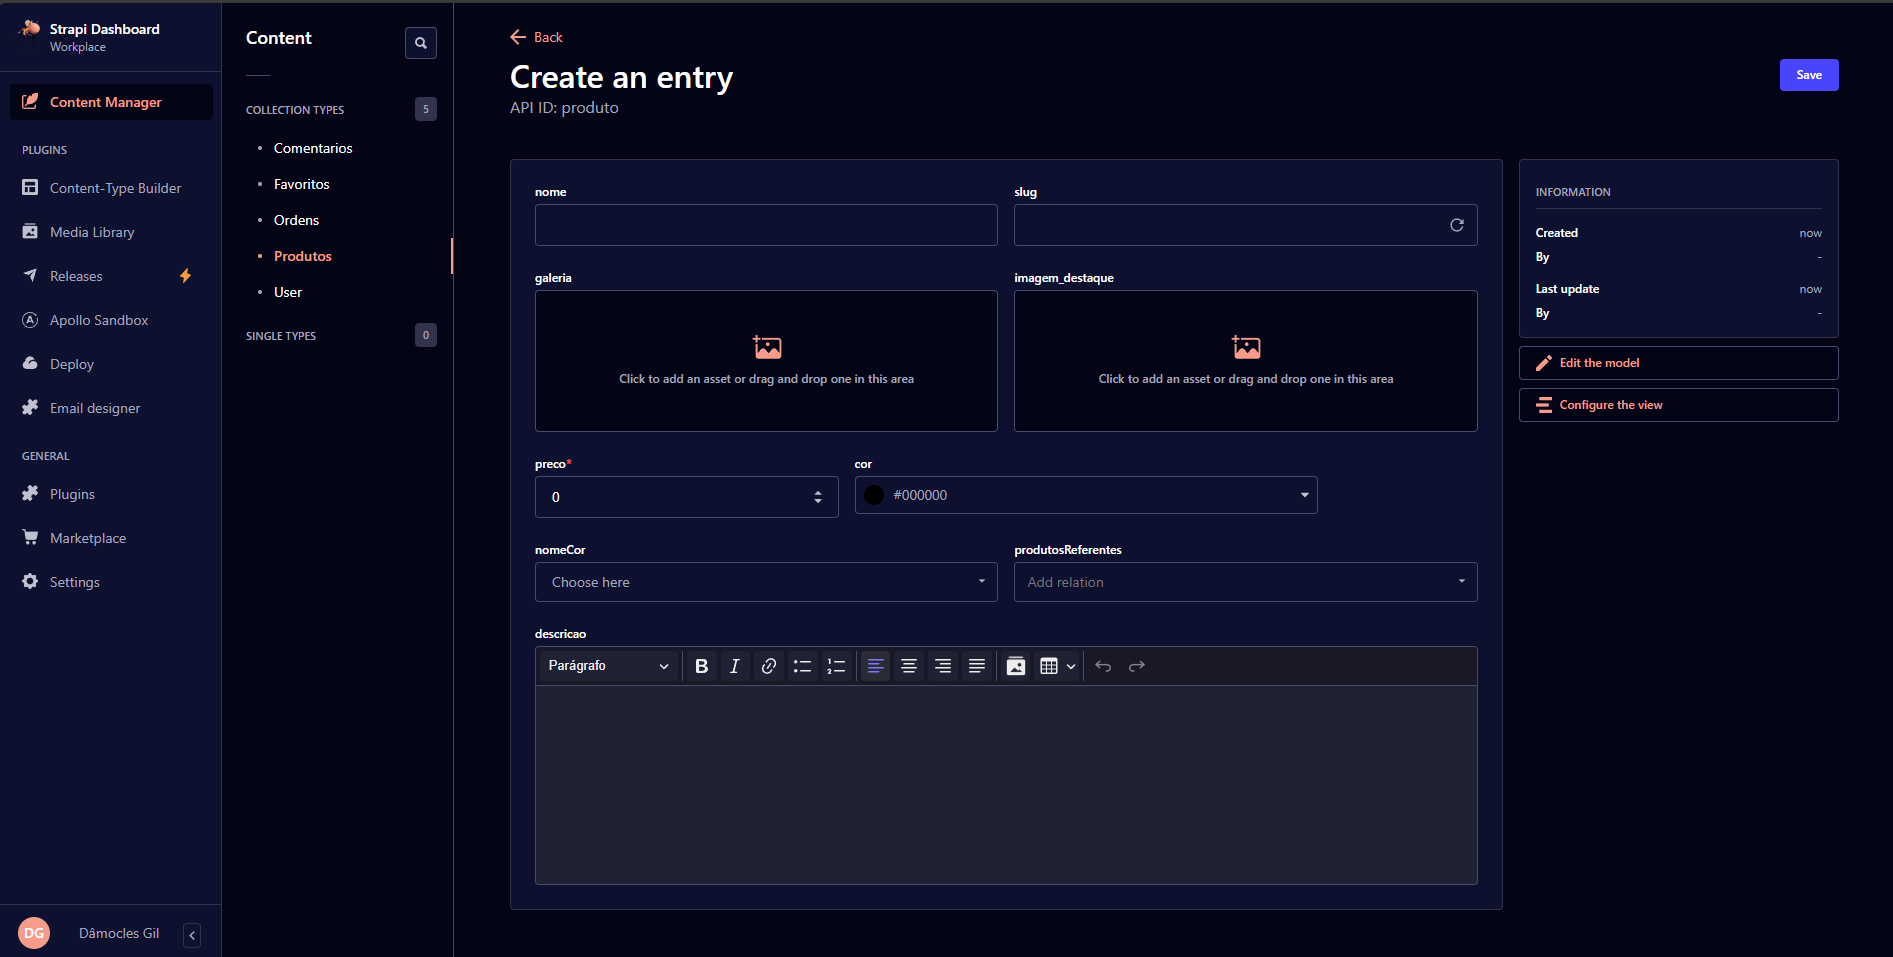 Strapi Dashboard
Workplace
Content Manager
PLUGINS
Content-Type Builder
Media Library
Releases
Apollo Sandbox
Deploy
Email designer
GENERAL
Plugins
Marketplace
Settings
DG
Dâmocles Gil
Content
COLLECTION TYPES
5
Comentarios
Favoritos
Ordens
Produtos
User
SINGLE TYPES
0
Back
Create an entry
API ID: produto
Save
nome
slug
galeria
imagem_destaque
Click to add an asset or drag and drop one in this area
Click to add an asset or drag and drop one in this area
preco*
cor
0
#000000
nomeCor
produtosReferentes
Choose here
Add relation
descricao
Parágrafo
B
I
INFORMATION
Created
now
By
-
Last update
now
By
-
Edit the model
Configure the view